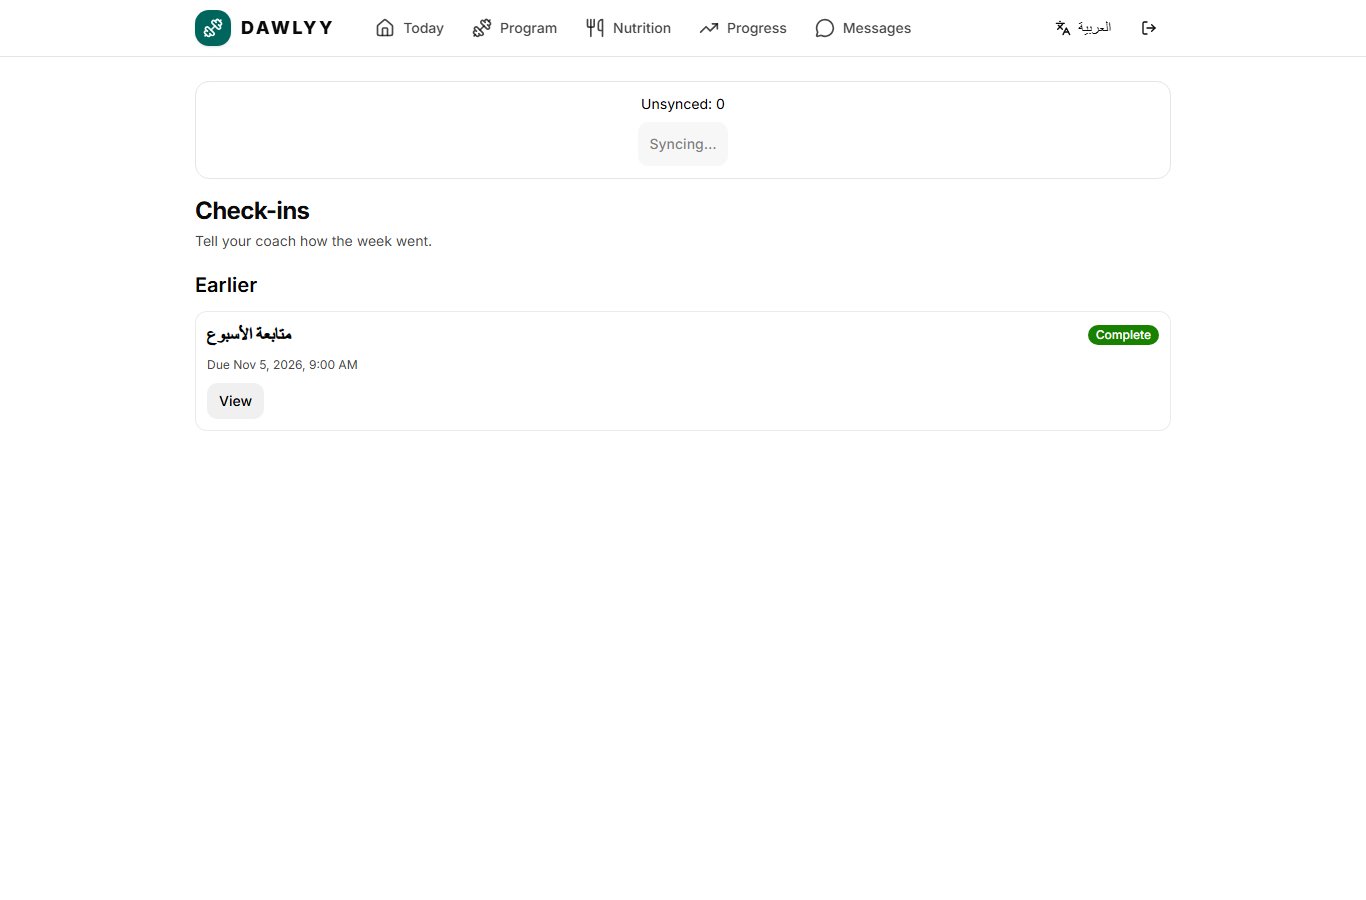 DAWLYY
Today
Program
Nutrition
Progress
Messages
العربية
Unsynced: 0
Syncing...
Check-ins
Tell your coach how the week went.
Earlier
متابعة الأسبوع
Complete
Due Nov 5, 2026, 9:00 AM
View